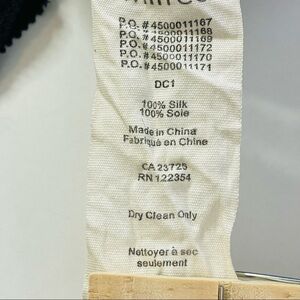 P.O. #4500011167
P.O. #4500011168
P.O. #4500011169
P.O. #4500011172
P.O. #4500011170
P.O. #4500011171
DC1
100% Silk
100% Soie
Made in China
Fabriqué en Chine
CA 23725
RN 122354
Dry Clean Only
Nettoyer à sec
seulement